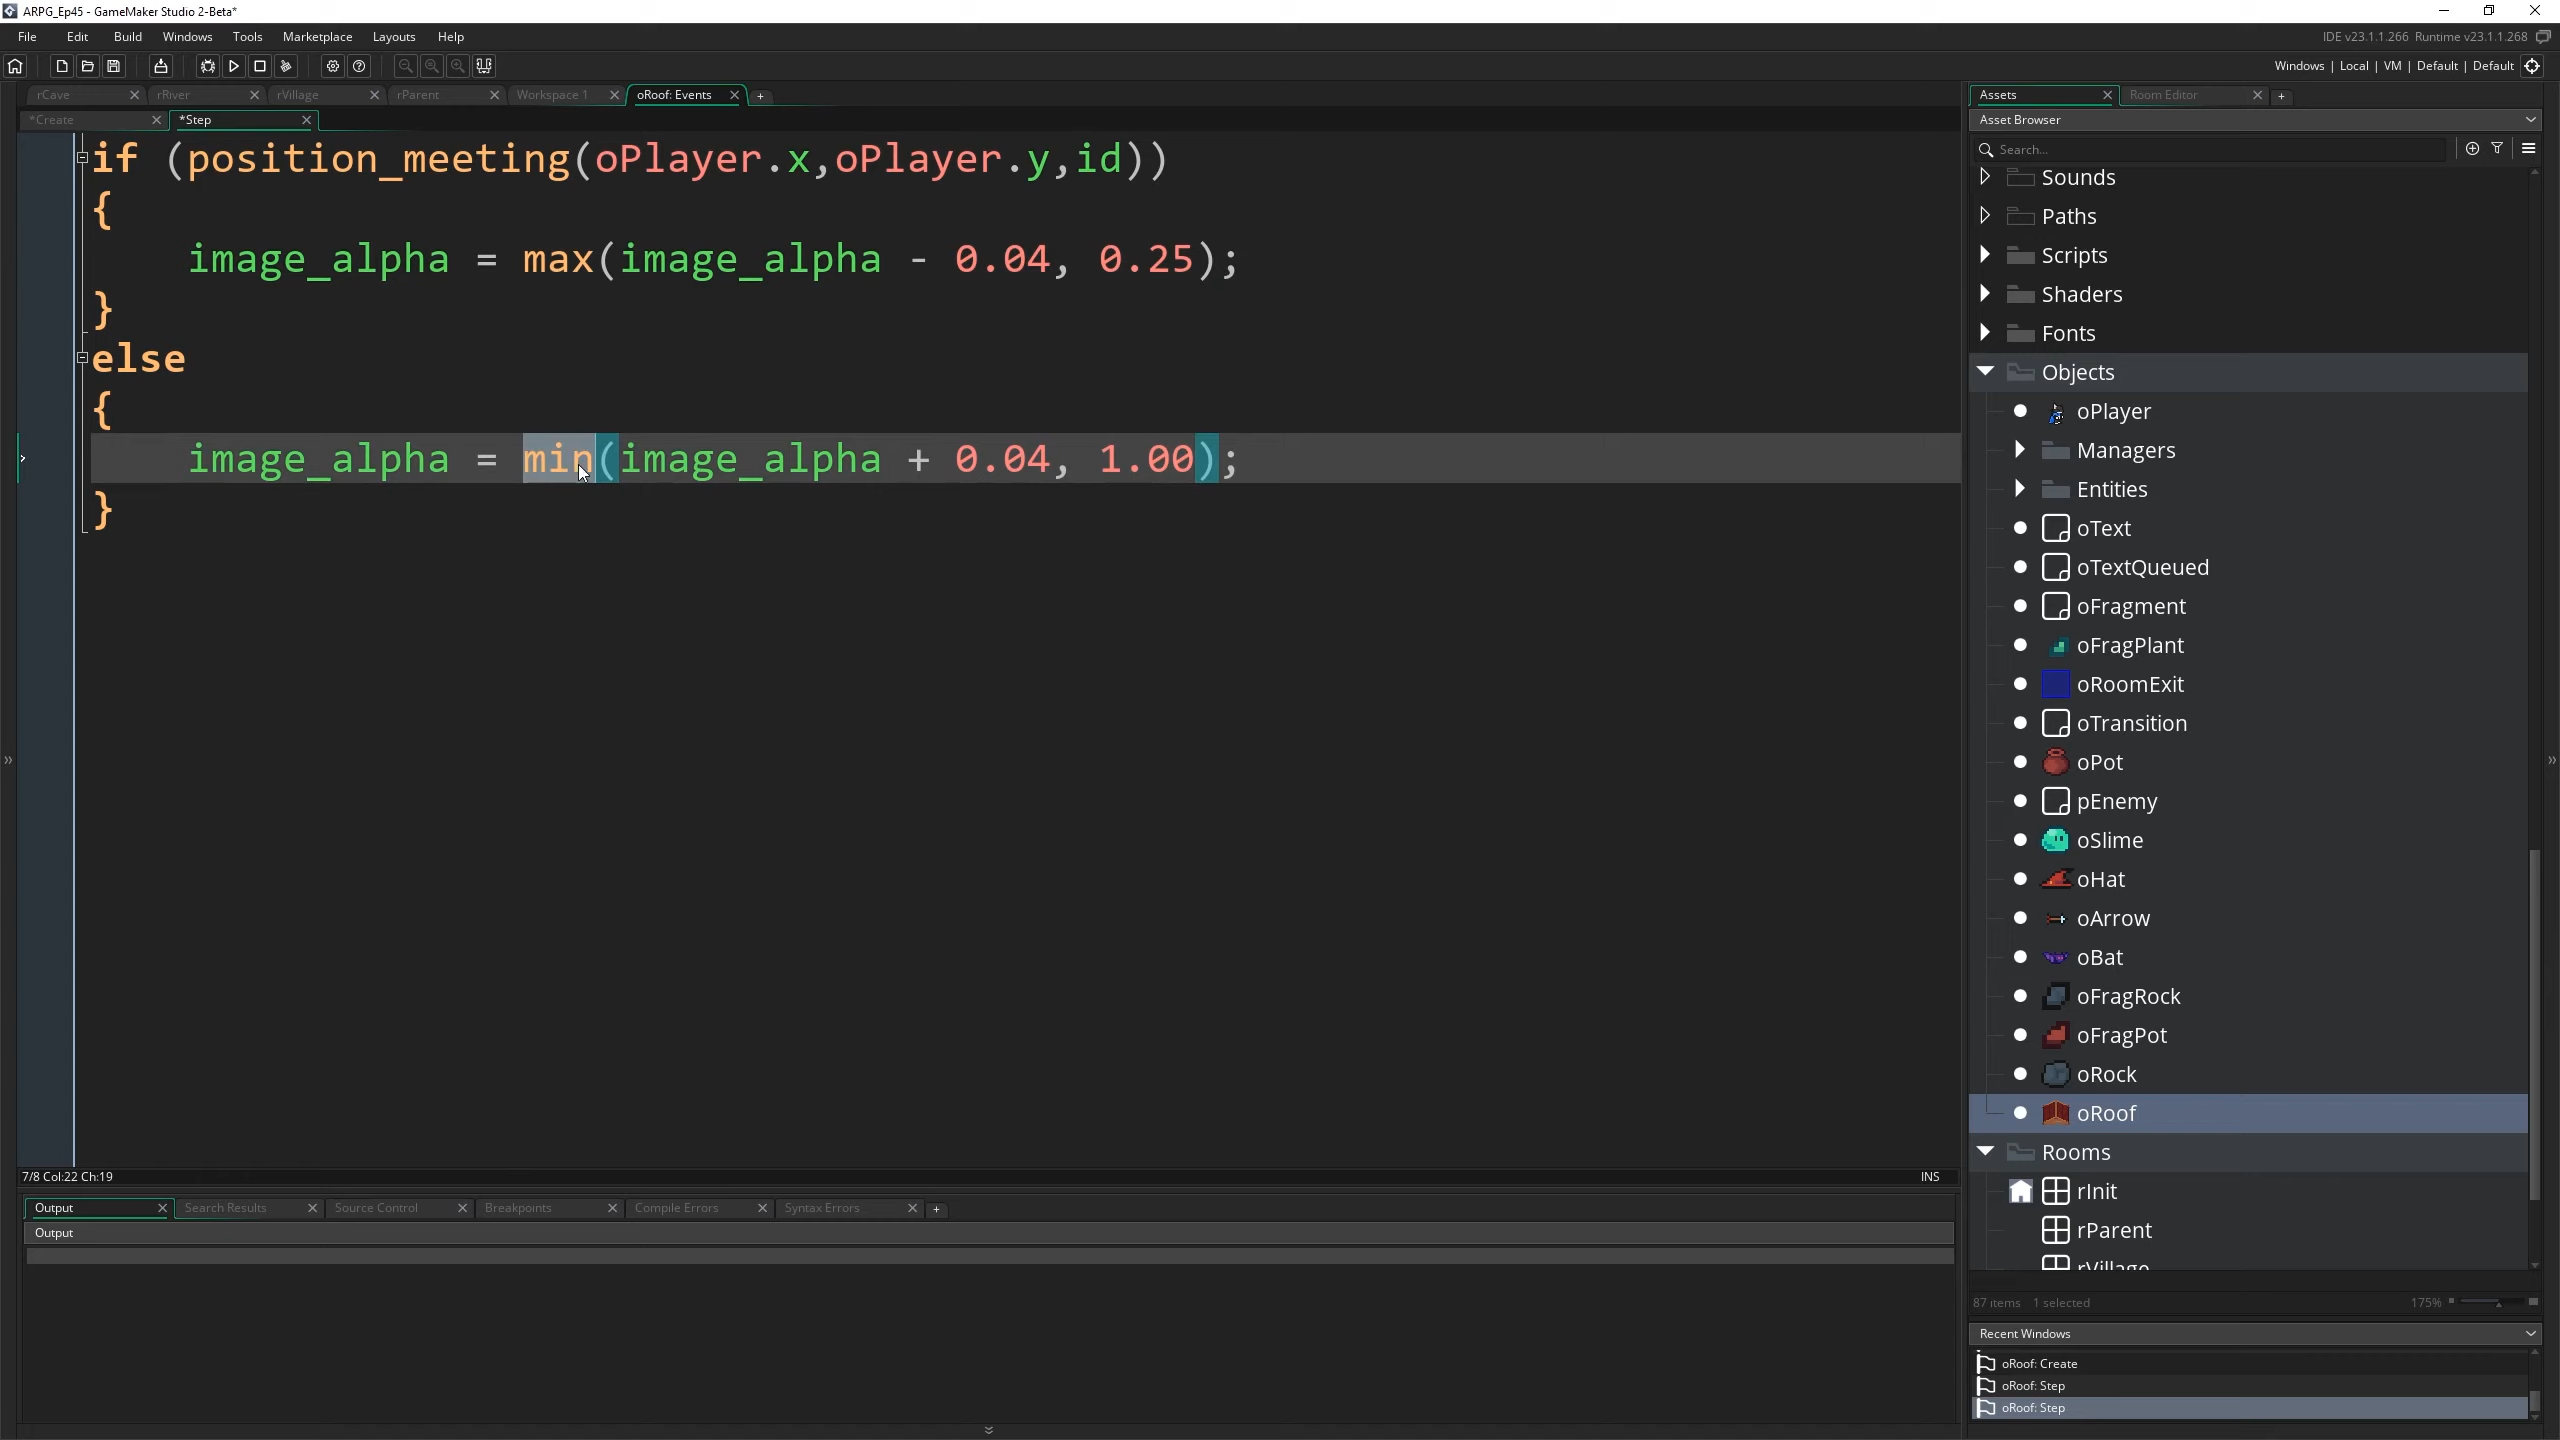 ARPG_Ep45 - GameMaker Studio 2-Beta*
File Edit Build Windows Tools Marketplace Layouts Help
IDE v23.1.1.266 Runtime v23.1.1.268
Windows | Local | VM | Default | Default
rCave rRiver rVillage rParent Workspace 1 oRoof: Events
*Create *Step
if (position_meeting(oPlayer.x,oPlayer.y,id))
{
image_alpha = max(image_alpha - 0.04, 0.25);
}
else
{
image_alpha = min(image_alpha + 0.04, 1.00);
}
7/8 Col:22 Ch:19
INS
Output Search Results Source Control Breakpoints Compile Errors Syntax Errors
Output
Assets Room Editor
Asset Browser
Search...
Sounds
Paths
Scripts
Shaders
Fonts
Objects
oPlayer
Managers
Entities
oText
oTextQueued
oFragment
oFragPlant
oRoomExit
oTransition
oPot
pEnemy
oSlime
oHat
oArrow
oBat
oFragRock
oFragPot
oRock
oRoof
Rooms
rInit
rParent
rVillage
87 items 1 selected
175%
Recent Windows
oRoof: Create
oRoof: Step
oRoof: Step